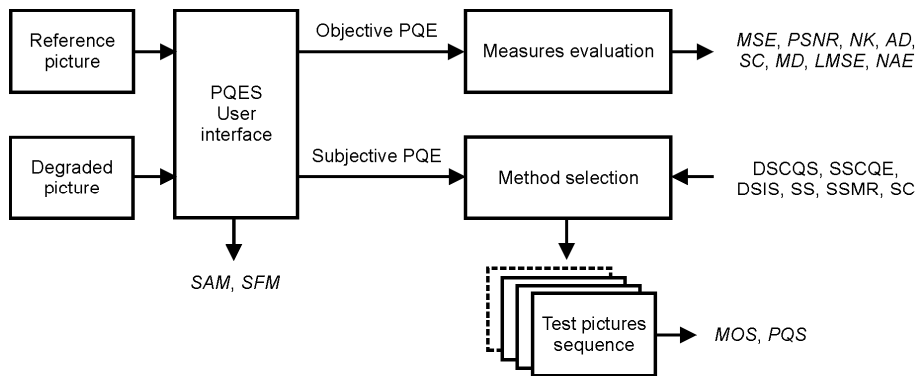 Reference
picture
Objective PQE
Measures evaluation
MSE, PSNR, NK, AD,
SC, MD, LMSE, NAE
PQES
User
interface
Degraded
picture
Subjective PQE
Method selection
DSCQS, SSCQE,
DSIS, SS, SSMR, SC
SAM, SFM
Test pictures
sequence
MOS, PQS